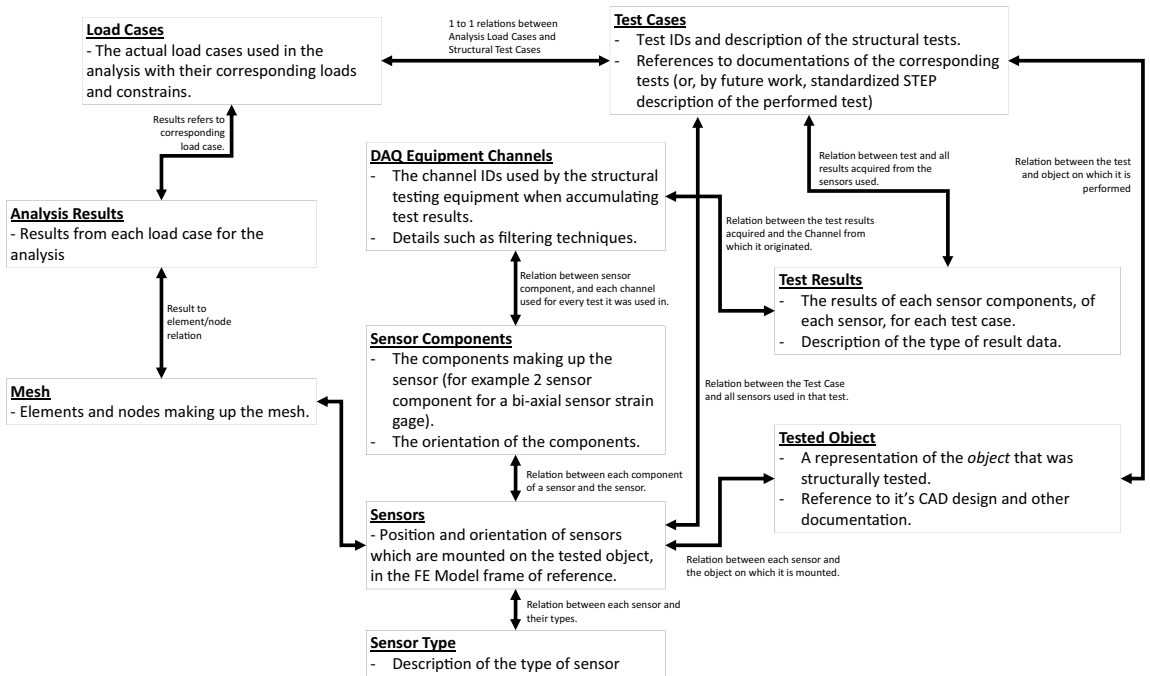 Load Cases
- The actual load cases used in the
analysis with their corresponding loads
and constrains.
1 to 1 relations between
Analysis Load Cases and
Structural Test Cases
Test Cases
- Test IDs and description of the structural tests.
- References to documentations of the corresponding
tests (or, by future work, standardized STEP
description of the performed test)
Results refers to
corresponding
load case.
DAQ Equipment Channels
- The channel IDs used by the structural
testing equipment when accumulating
test results.
- Details such as filtering techniques.
Relation between test and all
results acquired from the
sensors used.
Relation between the test
and object on which it is
performed
Analysis Results
- Results from each load case for the
analysis
Relation between the test results
acquired and the Channel from
which it originated.
Relation between sensor
component, and each channel
used for every test it was used in.
Test Results
- The results of each sensor components, of
each sensor, for each test case.
- Description of the type of result data.
Result to
element/node
relation
Sensor Components
- The components making up the
sensor (for example 2 sensor
component for a bi-axial sensor strain
gage).
- The orientation of the components.
Mesh
- Elements and nodes making up the mesh.
Relation between the Test Case
and all sensors used in that test.
Tested Object
- A representation of the object that was
structurally tested.
- Reference to it's CAD design and other
documentation.
Relation between each component
of a sensor and the sensor.
Sensors
- Position and orientation of sensors
which are mounted on the tested object,
in the FE Model frame of reference.
Relation between each sensor and
the object on which it is mounted.
Relation between each sensor and
their types.
Sensor Type
- Description of the type of sensor